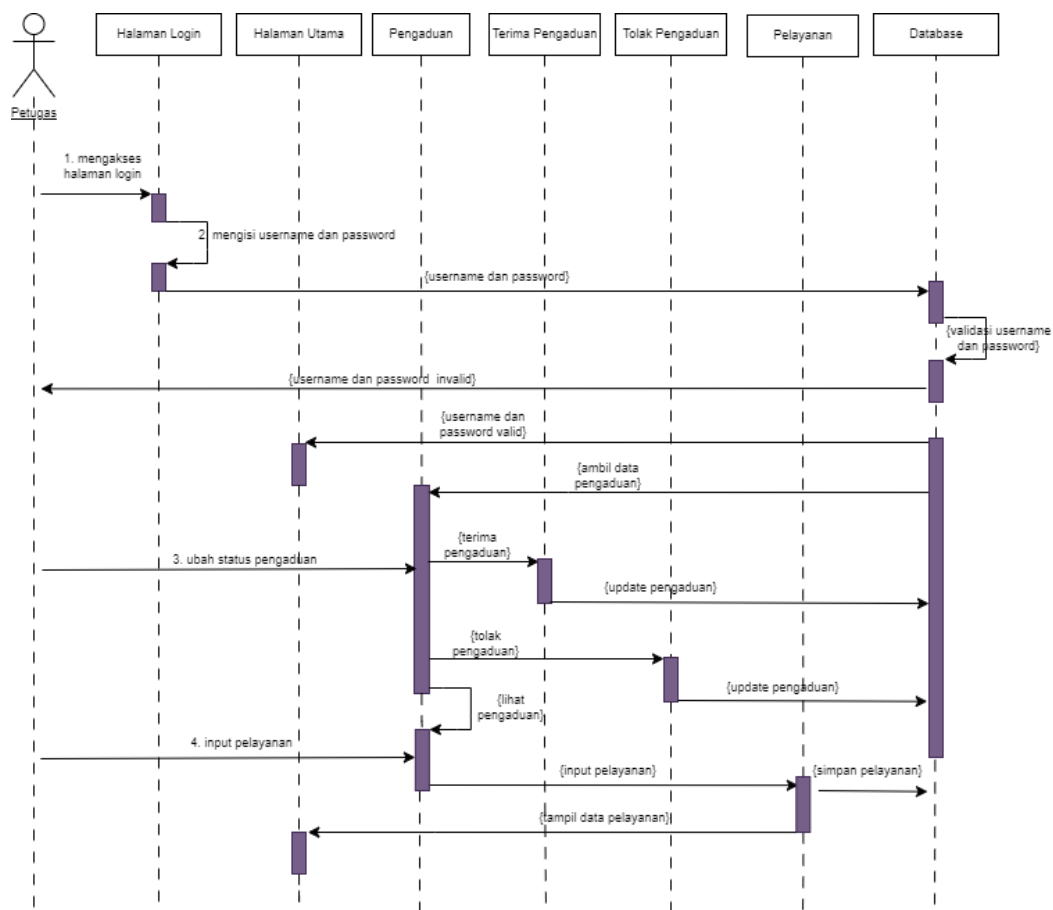 Halaman Login
Halaman Utama
Pengaduan
Terima Pengaduan
Tolak Pengaduan
Pelayanan
Database
Petugas
1. mengakses
halaman login
2. mengisi username dan password
{username dan password}
{validasi username
dan password}
{username dan password invalid}
{username dan
password valid}
{ambil data
pengaduan}
{terima
pengaduan}
3. ubah status pengaduan
{update pengaduan}
{tolak
pengaduan}
{update pengaduan}
{lihat
pengaduan}
4. input pelayanan
{input pelayanan}
{simpan pelayanan}
{tampil data pelayanan}